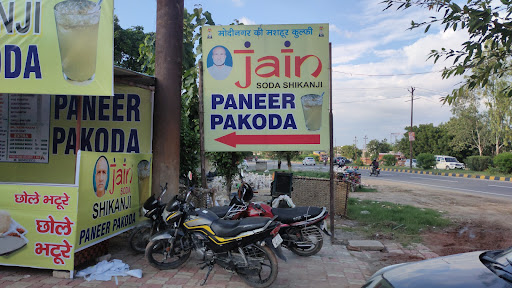 मोदीनगर की मशहूर कुल्फी
jain
SODA SHIKANJI
PANEER
PAKODA
NJI
ODA
PANEER
PAKODA
छोले
भटूरे
छोले
भटूरे
jain
SODA
SHIKANJI
PANEER
PAKODA